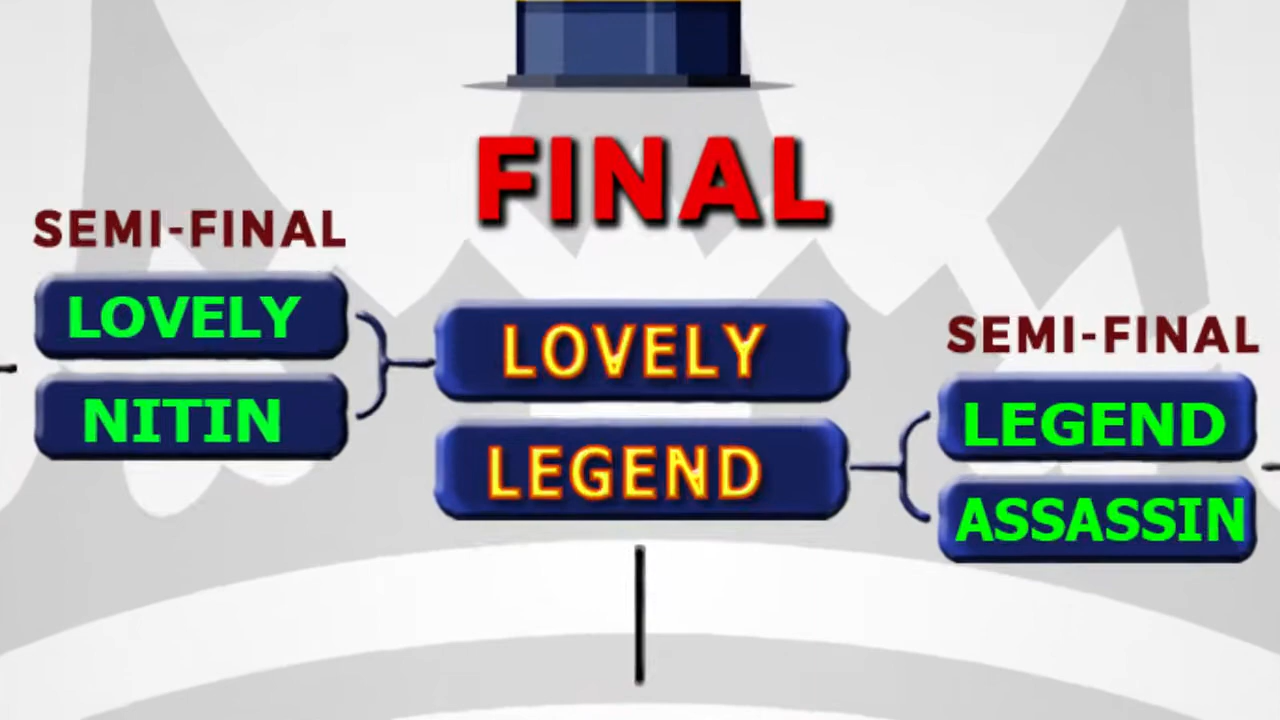 FINAL
SEMI-FINAL
LOVELY
NITIN
LOVELY
LEGEND
SEMI-FINAL
LEGEND
ASSASSIN